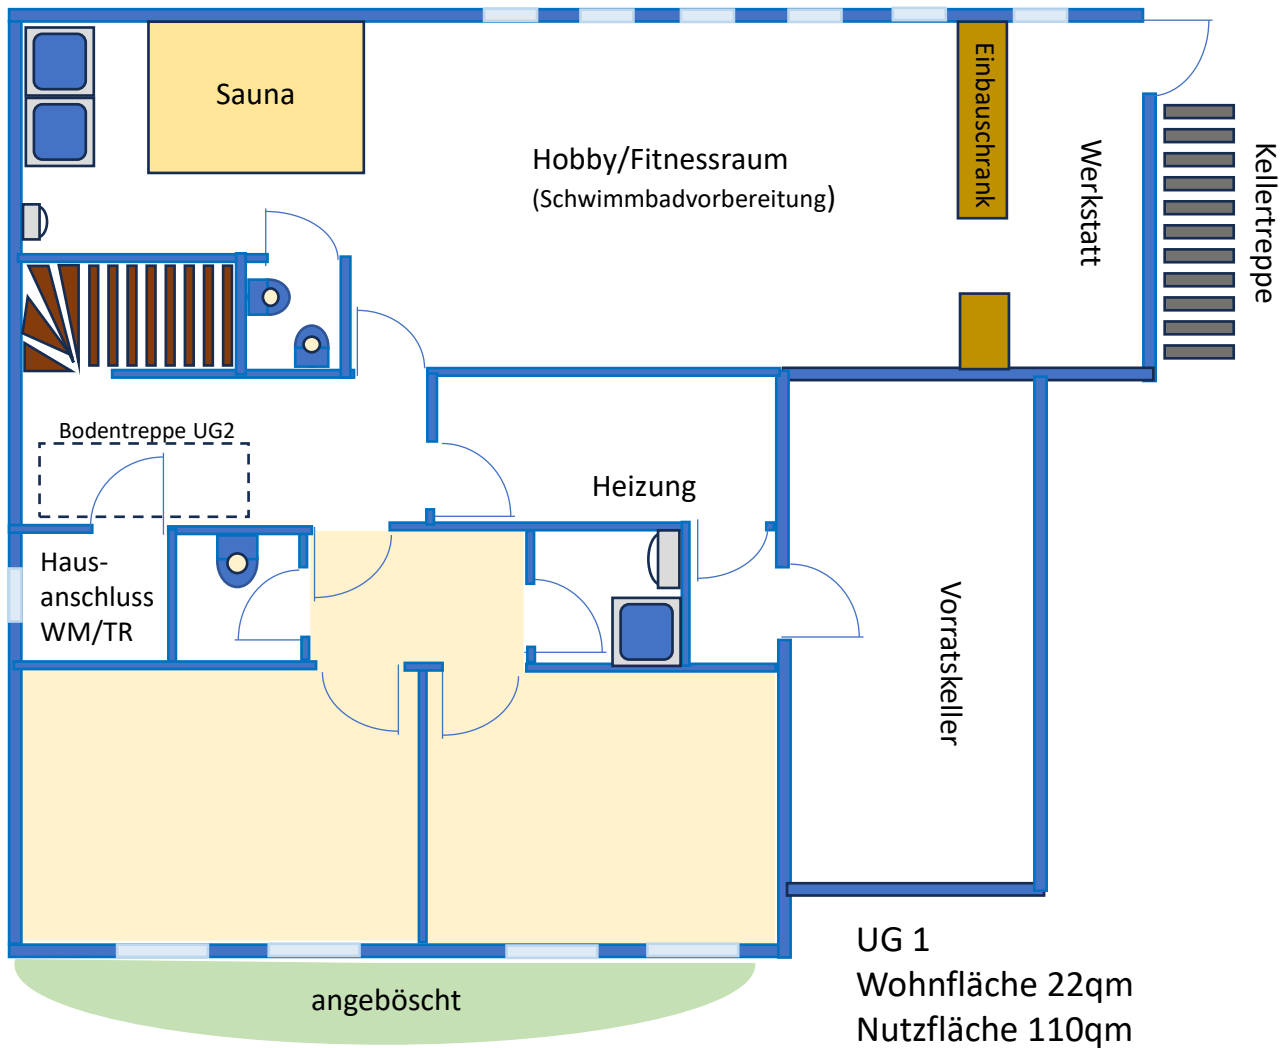 Sauna
Hobby/Fitnessraum
(Schwimmbadvorbereitung)
Einbauschrank
Werkstatt
Kellertreppe
Bodentreppe UG2
Heizung
Haus-
anschluss
WM/TR
Vorratskeller
angeböscht
UG 1
Wohnfläche 22qm
Nutzfläche 110qm